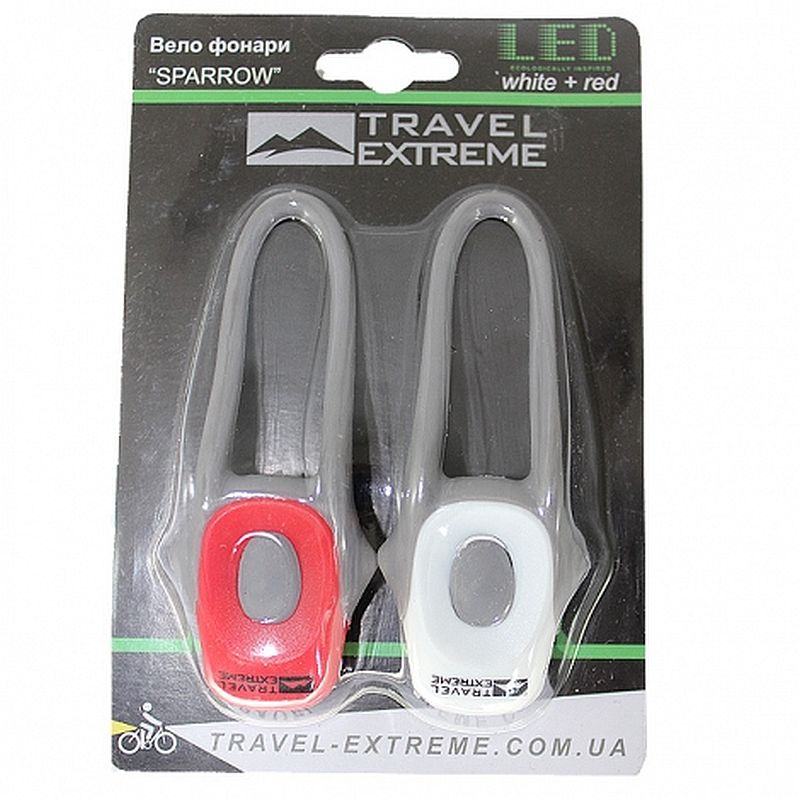 Вело фонари
“SPARROW”
LED
ECOLOGICALLY INSPIRED
white + red
TRAVEL
EXTREME
TRAVEL
EXTREME
TRAVEL
EXTREME
TRAVEL-EXTREME.COM.UA